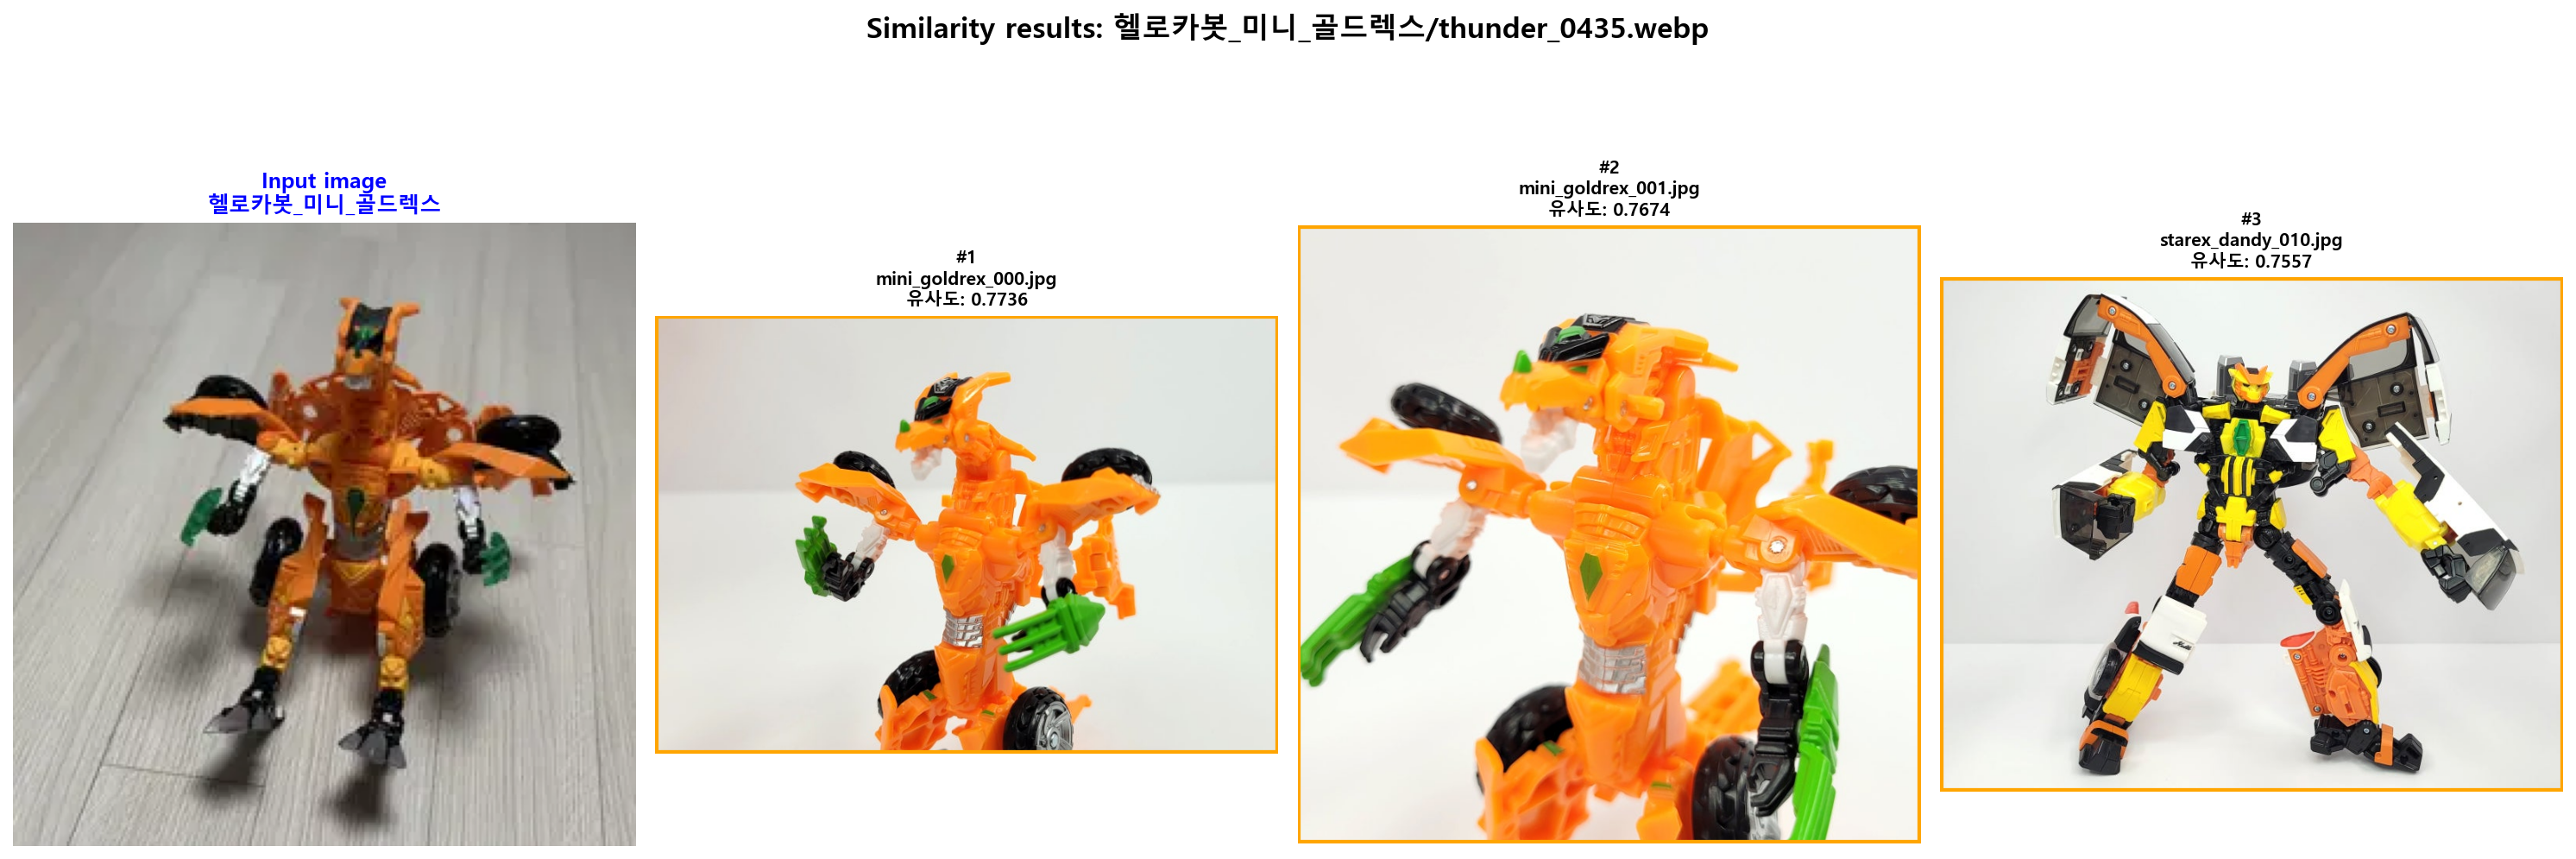 Similarity results: 헬로카봇_미니_골드렉스/thunder_0435.webp
Input image
헬로카봇_미니_골드렉스
#1
mini_goldrex_000.jpg
유사도: 0.7736
#2
mini_goldrex_001.jpg
유사도: 0.7674
#3
starex_dandy_010.jpg
유사도: 0.7557